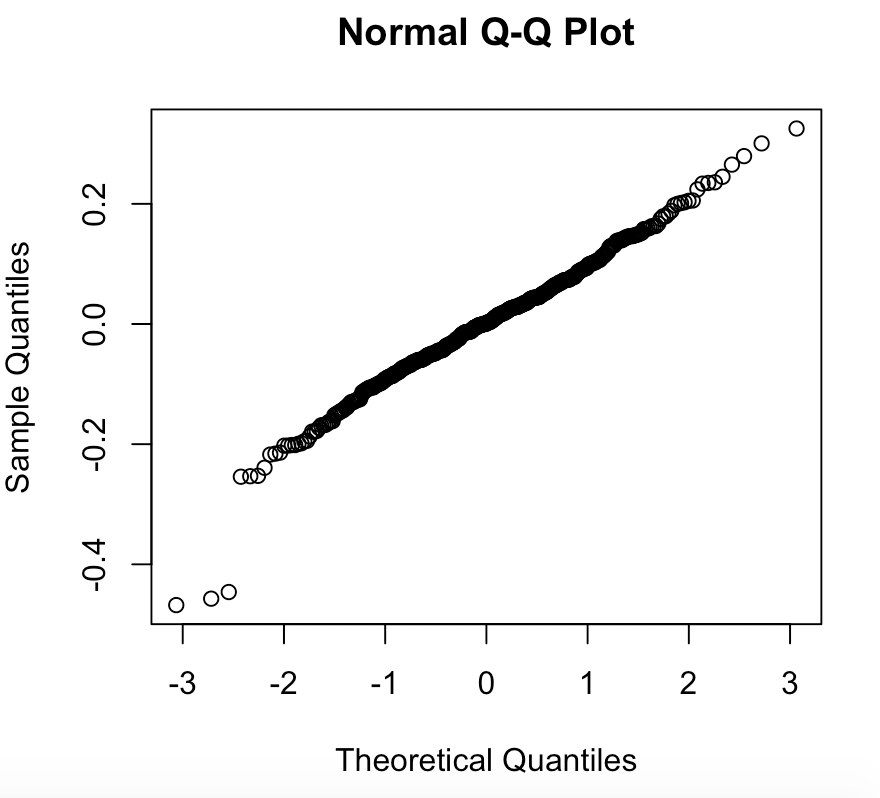 Normal Q-Q Plot
Sample Quantiles
0.2
0.0
-0.2
-0.4
-3 -2 -1 0 1 2 3
Theoretical Quantiles